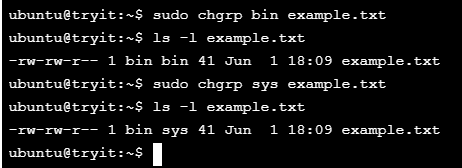 ubuntu@tryit:~$ sudo chgrp bin example.txt
ubuntu@tryit:~$ ls -l example.txt
-rw-rw-r-- 1 bin bin 41 Jun  1 18:09 example.txt
ubuntu@tryit:~$ sudo chgrp sys example.txt
ubuntu@tryit:~$ ls -l example.txt
-rw-rw-r-- 1 bin sys 41 Jun  1 18:09 example.txt
ubuntu@tryit:~$